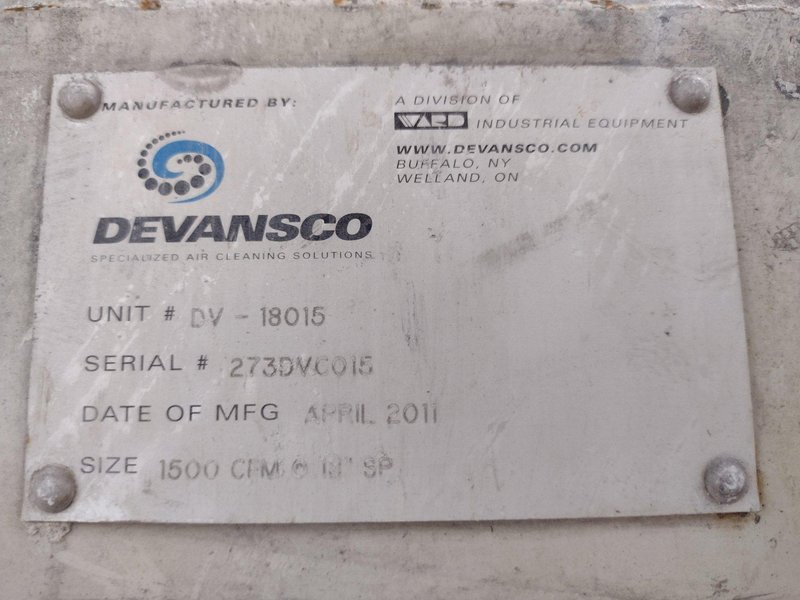 MANUFACTURED BY:
DEVANSCO
SPECIALIZED AIR CLEANING SOLUTIONS
A DIVISION OF
WARD INDUSTRIAL EQUIPMENT
WWW.DEVANSCO.COM
BUFFALO, NY
WELLAND, ON
UNIT # DV - 18015
SERIAL # 273DVC015
DATE OF MFG APRIL 2011
SIZE 1500 CFM @ SP